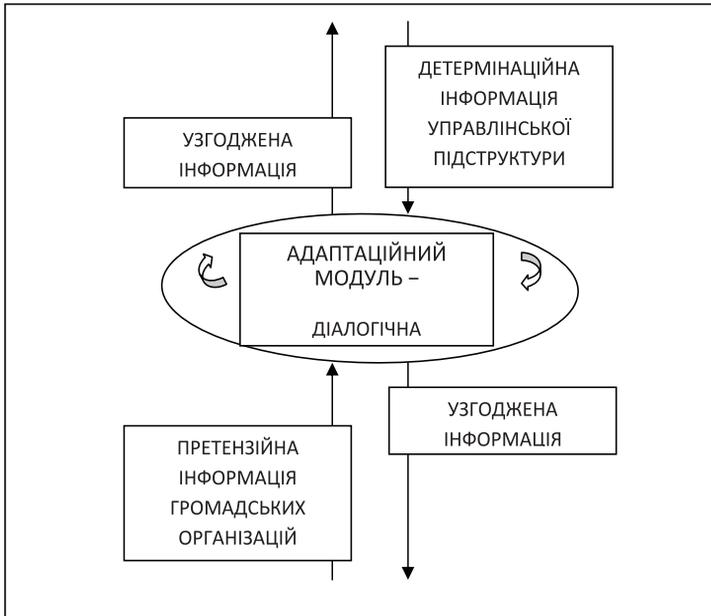 ДЕТЕРМІНАЦІЙНА
ІНФОРМАЦІЯ
УПРАВЛІНСЬКОЇ
ПІДСТРУКТУРИ
УЗГОДЖЕНА
ІНФОРМАЦІЯ
АДАПТАЦІЙНИЙ
МОДУЛЬ –
ДІАЛОГІЧНА
УЗГОДЖЕНА
ІНФОРМАЦІЯ
ПРЕТЕНЗІЙНА
ІНФОРМАЦІЯ
ГРОМАДСЬКИХ
ОРГАНІЗАЦІЙ